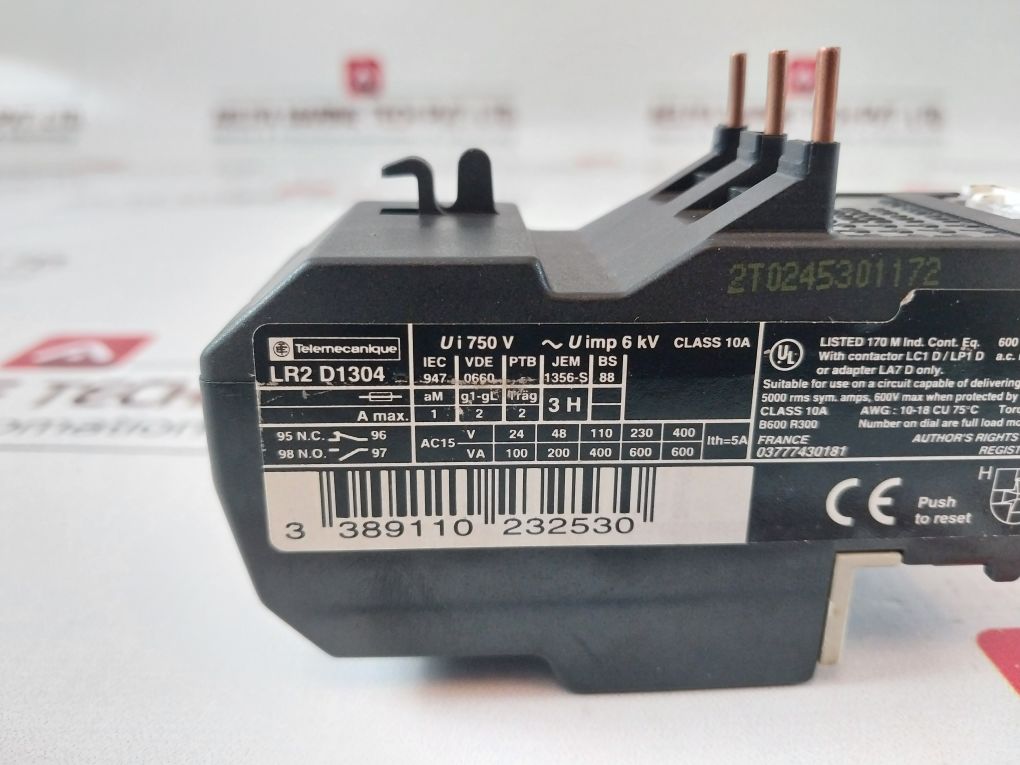 2T0245301172
Telemecanique
LR2 D1304
Ui 750 V ~ Uimp 6 kV CLASS 10A
IEC VDE PTB JEM BS
947 0660 1356-S 88
aM g1-gL Träg
A max. 1 2 2 3 H
95 N.C. 96
98 N.O. 97
AC15 V 24 48 110 230 400
VA 100 200 400 600 600
Ith=5A
UL
LISTED 170 M Ind. Cont. Eq. 600
With contactor LC1 D / LP1 D a.c.
or adapter LA7 D only.
Suitable for use on a circuit capable of delivering
5000 rms sym. amps, 600V max when protected by
CLASS 10A AWG : 10-18 CU 75°C
B600 R300 Number on dial are full load
FRANCE AUTHOR'S RIGHTS
03777430181
3 389110 232530
CE
Push
to reset
H